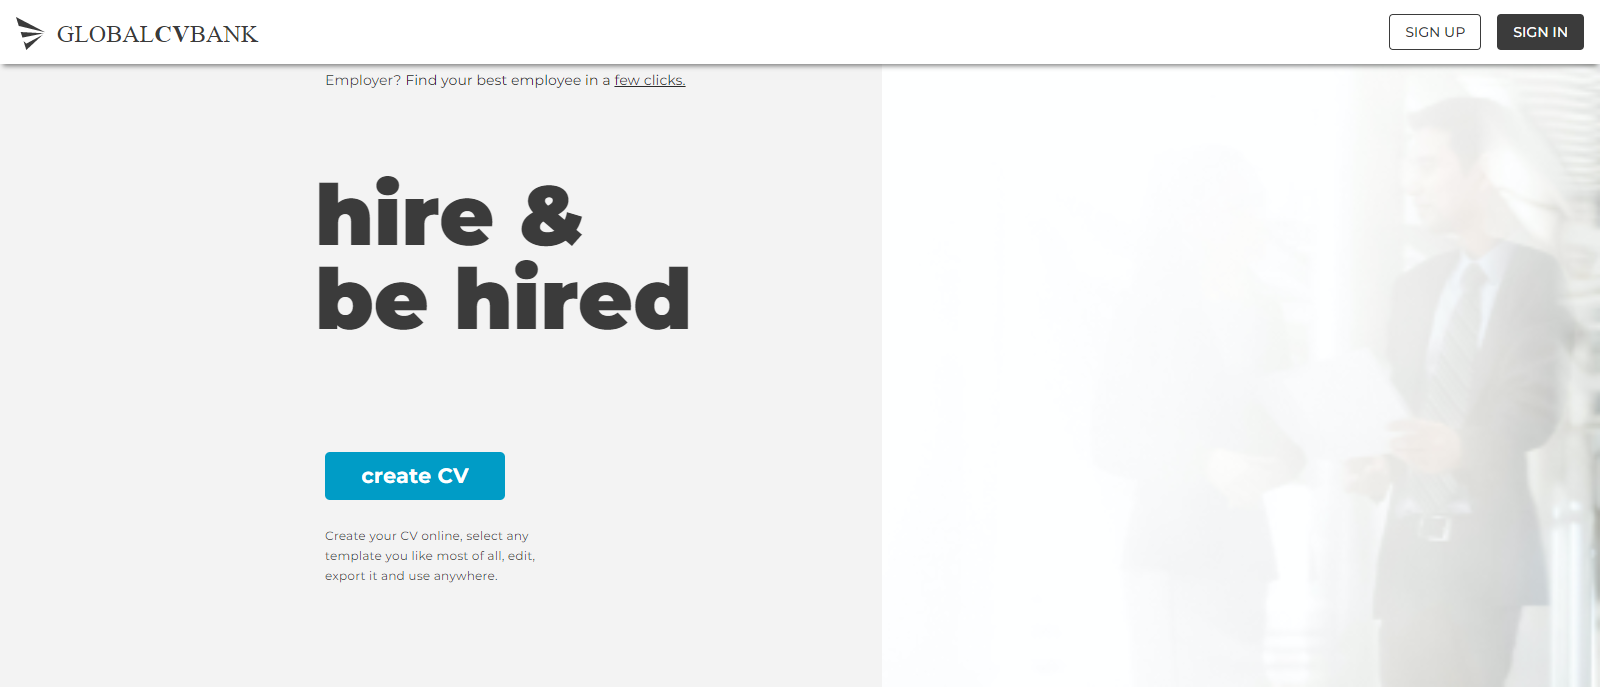 GLOBALCVBANK
SIGN UP
SIGN IN
Employer? Find your best employee in a few clicks.
hire &
be hired
create CV
Create your CV online, select any
template you like most of all, edit,
export it and use anywhere.